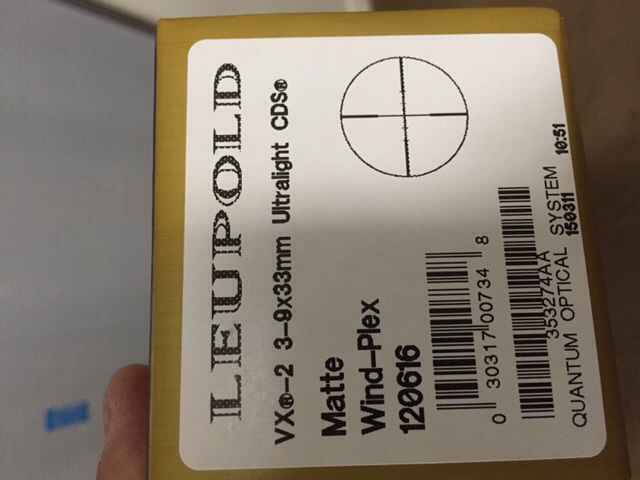 LEUPOLD
VX®-2 3-9x33mm Ultralight CDS®
Matte
Wind-Plex
120616
0 30317 00734 8
353274AA
QUANTUM OPTICAL SYSTEM
150311 10:51